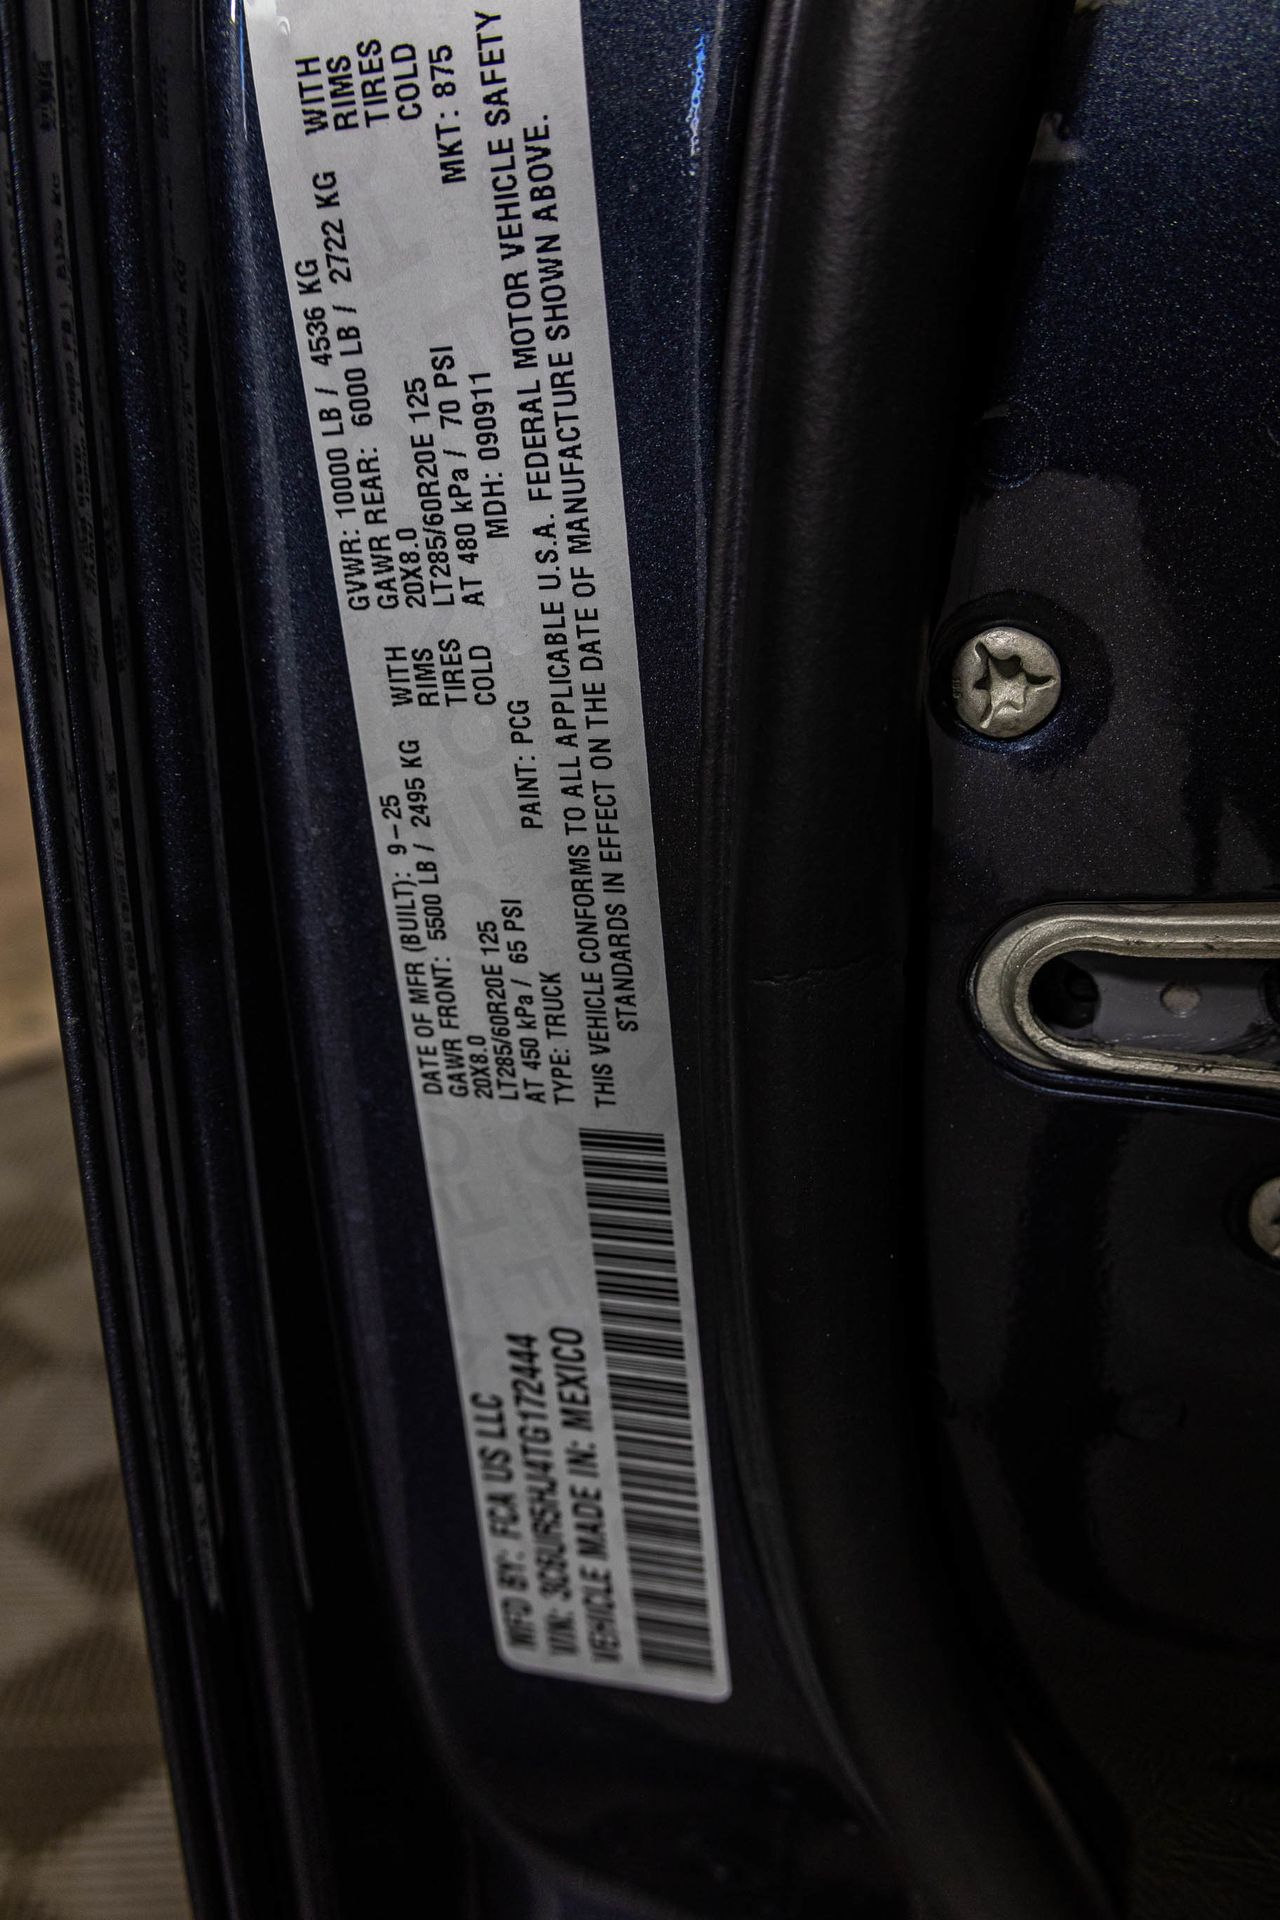 MFD BY: FCA US LLC
VIN: 3C6UR5HJ4TG172444
VEHICLE MADE IN: MEXICO
DATE OF MFR (BUILT): 9-25
GAWR FRONT: 5500 LB / 2495 KG WITH
20X8.0 RIMS
LT285/60R20E 125 TIRES
AT 450 kPa / 65 PSI COLD
TYPE: TRUCK PAINT: PCG
GVWR: 10000 LB / 4536 KG
GAWR REAR: 6000 LB / 2722 KG WITH
20X8.0 RIMS
LT285/60R20E 125 TIRES
AT 480 kPa / 70 PSI COLD
MDH: 090911 MKT: 875
THIS VEHICLE CONFORMS TO ALL APPLICABLE U.S.A. FEDERAL MOTOR VEHICLE SAFETY
STANDARDS IN EFFECT ON THE DATE OF MANUFACTURE SHOWN ABOVE.